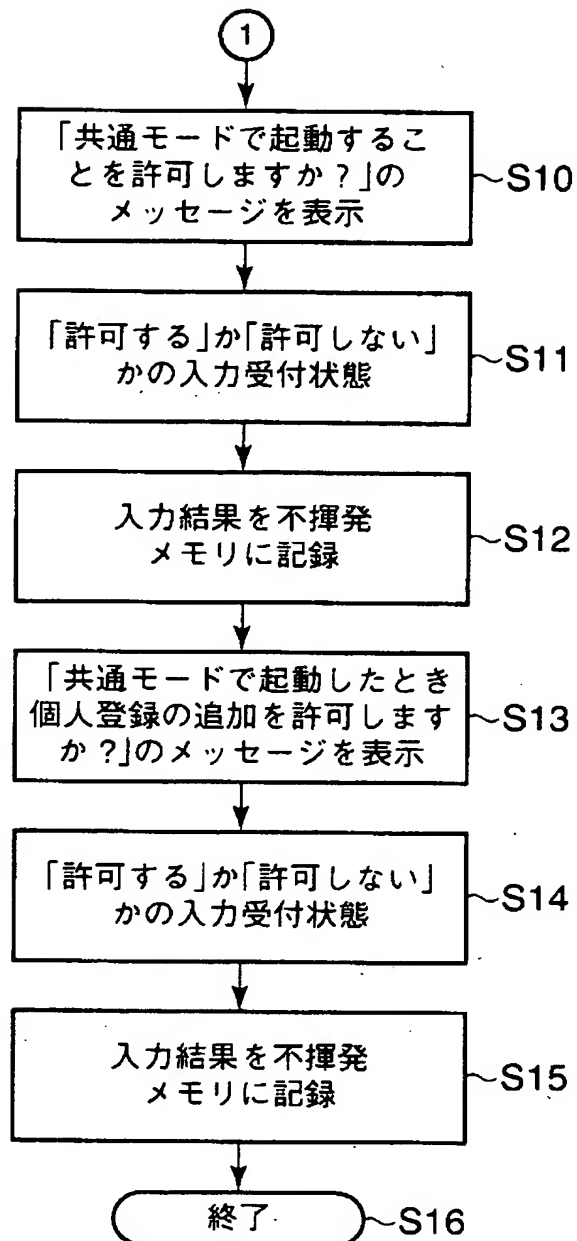 1
「共通モードで起動するこ
とを許可しますか?」の
メッセージを表示
~S10
「許可する」か「許可しない」
かの入力受付状態
~S11
入力結果を不揮発
メモリに記録
~S12
「共通モードで起動したとき
個人登録の追加を許可します
か?」のメッセージを表示
~S13
「許可する」か「許可しない」
かの入力受付状態
~S14
入力結果を不揮発
メモリに記録
~S15
終了
~S16